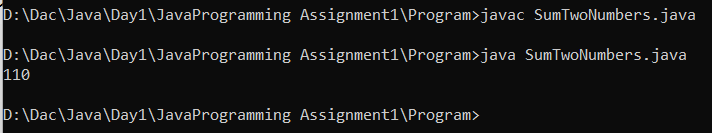 D:\Dac\Java\Day1\JavaProgramming Assignment1\Program>javac SumTwoNumbers.java
D:\Dac\Java\Day1\JavaProgramming Assignment1\Program>java SumTwoNumbers.java
110
D:\Dac\Java\Day1\JavaProgramming Assignment1\Program>